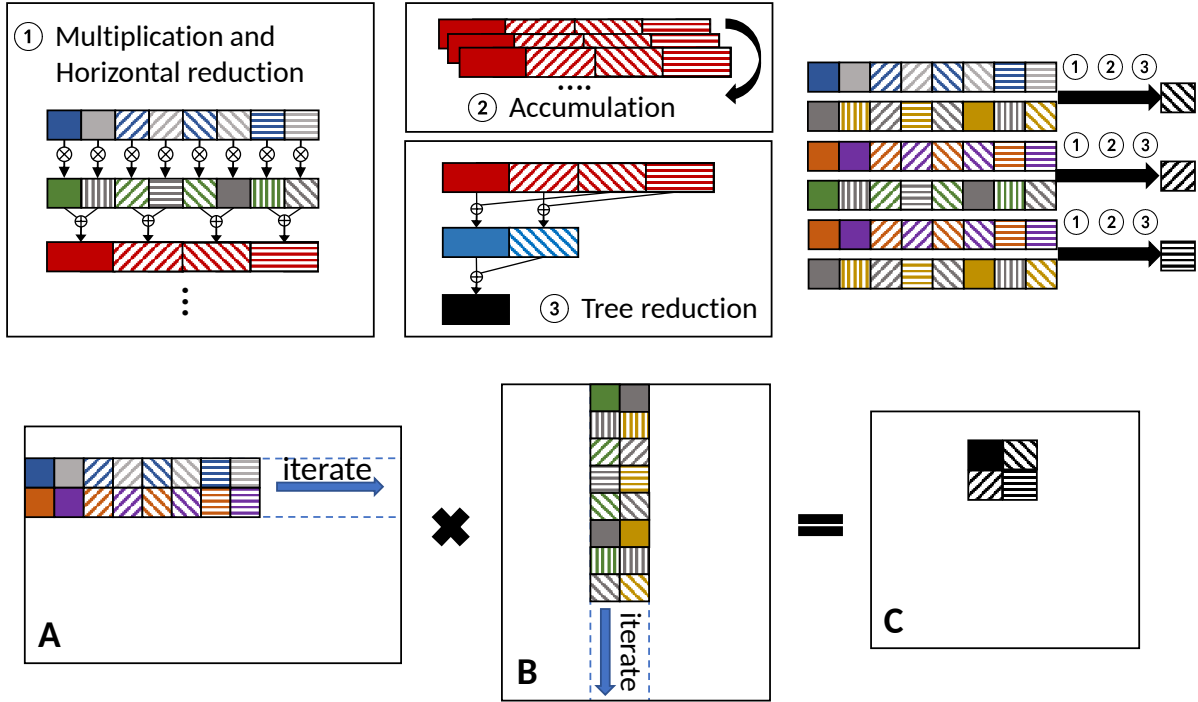 ① Multiplication and
Horizontal reduction
② Accumulation
③ Tree reduction
① ② ③
① ② ③
① ② ③
iterate
A
iterate
B
C